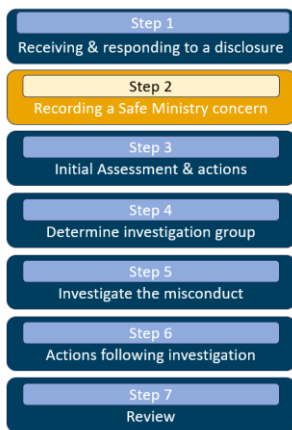 Step 1
Receiving & responding to a disclosure
Step 2
Recording a Safe Ministry concern
Step 3
Initial Assessment & actions
Step 4
Determine investigation group
Step 5
Investigate the misconduct
Step 6
Actions following investigation
Step 7
Review